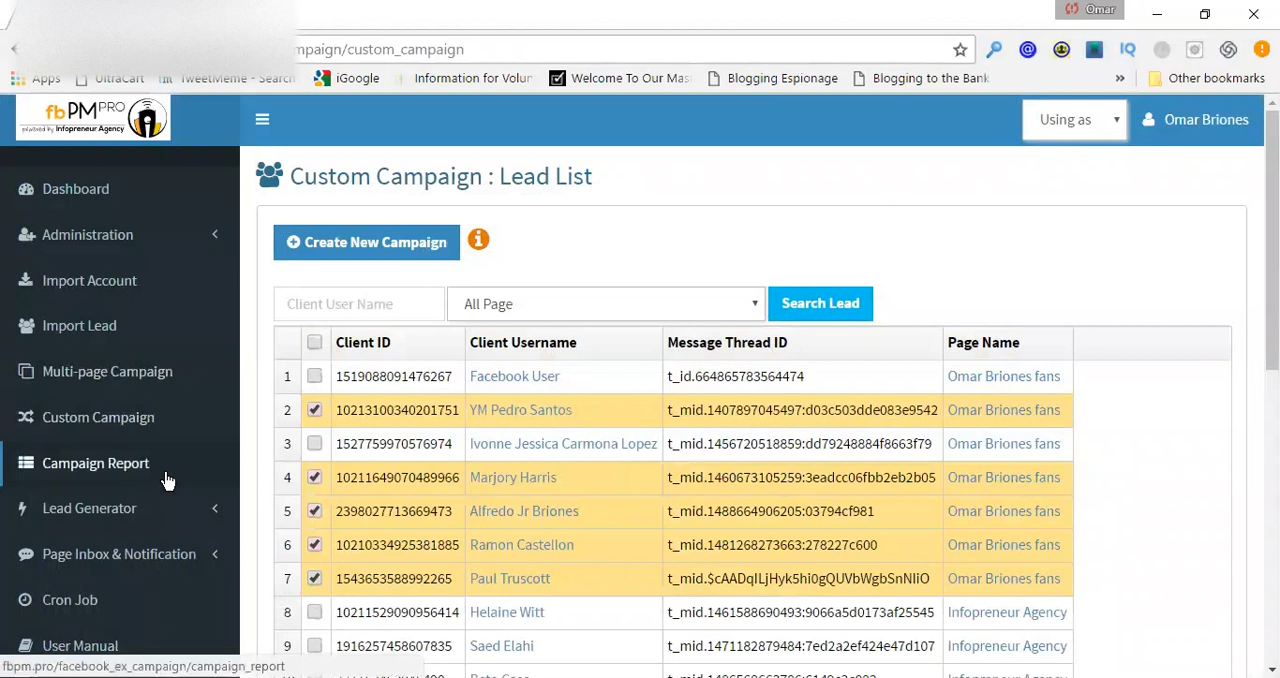 Omar
mpaign/custom_campaign
Apps UltraCart TweetMeme - Search iGoogle Information for Volun Welcome To Our Mas Blogging Espionage Blogging to the Bank » Other bookmarks
IQ
fbPMPRO
powered by Infopreneur Agency
Using as
Omar Briones
Dashboard
Administration
Import Account
Import Lead
Multi-page Campaign
Custom Campaign
Campaign Report
Lead Generator
Page Inbox & Notification
Cron Job
User Manual
fbpm.pro/facebook_ex_campaign/campaign_report
Custom Campaign : Lead List
Create New Campaign
Client User Name All Page Search Lead
Client ID Client Username Message Thread ID Page Name
1 1519088091476267 Facebook User t_id.664865783564474 Omar Briones fans
2 10213100340201751 YM Pedro Santos t_mid.1407897045497:d03c503dde083e9542 Omar Briones fans
3 1527759970576974 Ivonne Jessica Carmona Lopez t_mid.1456720518859:dd79248884f8663f79 Omar Briones fans
4 10211649070489966 Marjory Harris t_mid.1460673105259:3eadcc06fbb2eb2b05 Omar Briones fans
5 2398027713669473 Alfredo Jr Briones t_mid.1488664906205:03794cf981 Omar Briones fans
6 10210334925381885 Ramon Castellon t_mid.1481268273663:278227c600 Omar Briones fans
7 1543653588992265 Paul Truscott t_mid.$cAADqILjHyk5hi0gQUVbWgbSnNIiO Omar Briones fans
8 10211529090956414 Helaine Witt t_mid.1461588690493:9066a5d0173af25545 Infopreneur Agency
9 1916257458607835 Saed Elahi t_mid.1471182879484:7ed2a2ef424e47d107 Infopreneur Agency